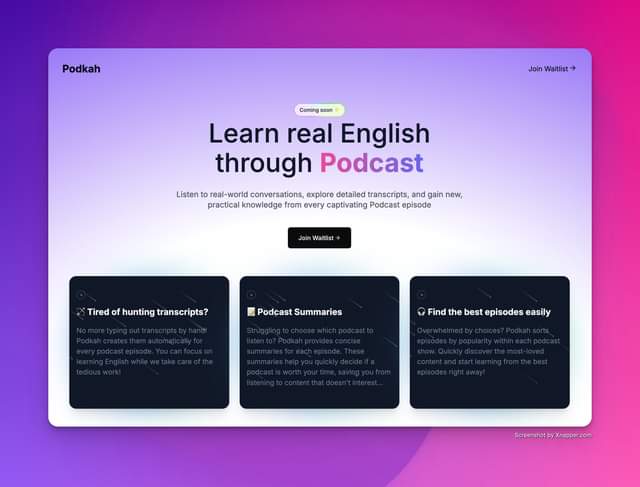 Podkah
Join Waitlist →
Coming soon
Learn real English
through Podcast
Listen to real-world conversations, explore detailed transcripts, and gain new,
practical knowledge from every captivating Podcast episode
Join Waitlist →
Tired of hunting transcripts?
No more typing out transcripts by hand!
Podkah creates them automatically for
every podcast episode. You can focus on
learning English while we take care of the
tedious work!
Podcast Summaries
Struggling to choose which podcast to
listen to? Podkah provides concise
summaries for each episode. These
summaries help you quickly decide if a
podcast is worth your time, saving you from
listening to content that doesn't interest...
🎧 Find the best episodes easily
Overwhelmed by choices? Podkah sorts
episodes by popularity within each podcast
show. Quickly discover the most-loved
content and start learning from the best
episodes right away!
Screenshot by Xnapper.com